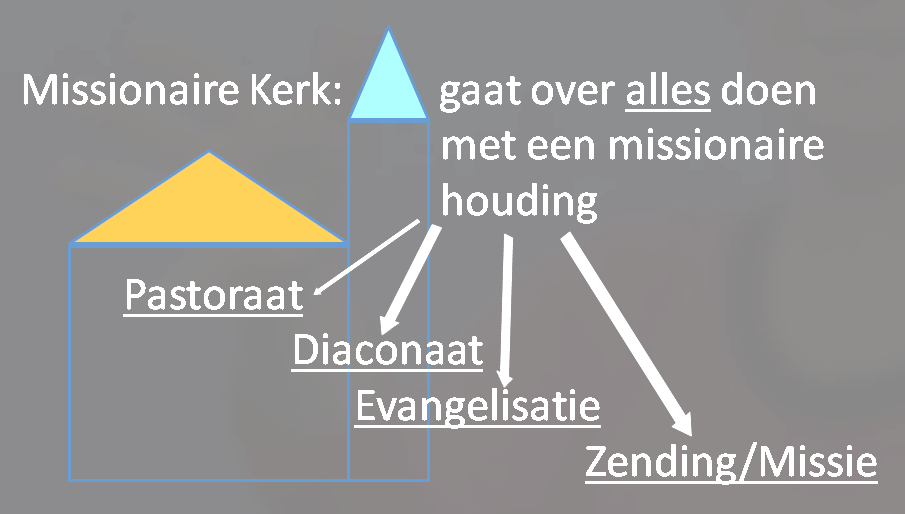 Missionaire Kerk: gaat over alles doen
met een missionaire
houding
Pastoraat
Diaconaat
Evangelisatie
Zending/Missie